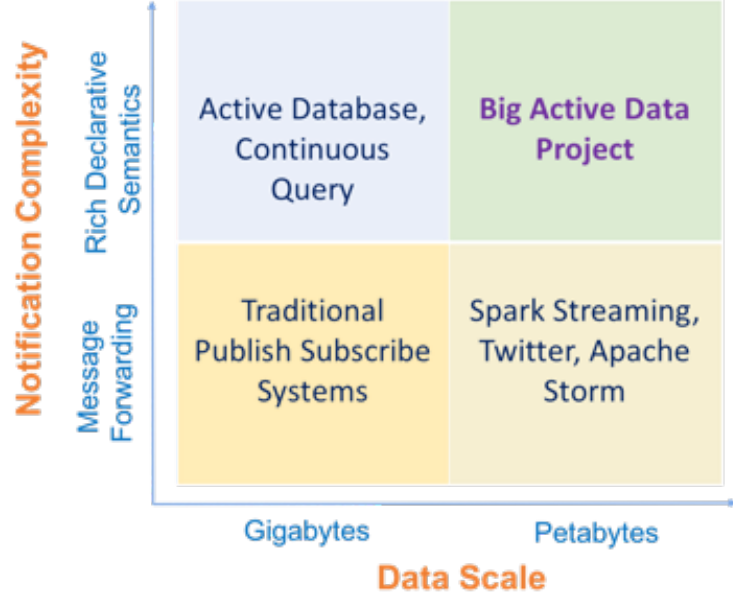 Notification Complexity
Rich Declarative
Semantics
Message
Forwarding
Active Database,
Continuous
Query
Big Active Data
Project
Traditional
Publish Subscribe
Systems
Spark Streaming,
Twitter, Apache
Storm
Gigabytes
Petabytes
Data Scale